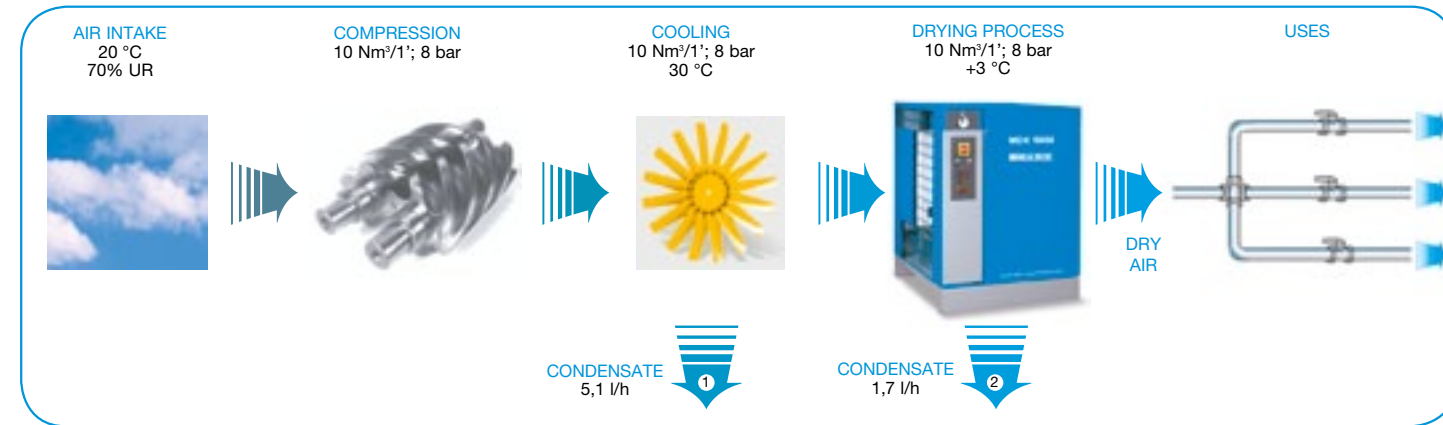 AIR INTAKE
20 °C
70% UR
COMPRESSION
10 Nm³/1’; 8 bar
COOLING
10 Nm³/1’; 8 bar
30 °C
DRYING PROCESS
10 Nm³/1’; 8 bar
+3 °C
USES
DRY
AIR
CONDENSATE
5,1 l/h
1
CONDENSATE
1,7 l/h
2